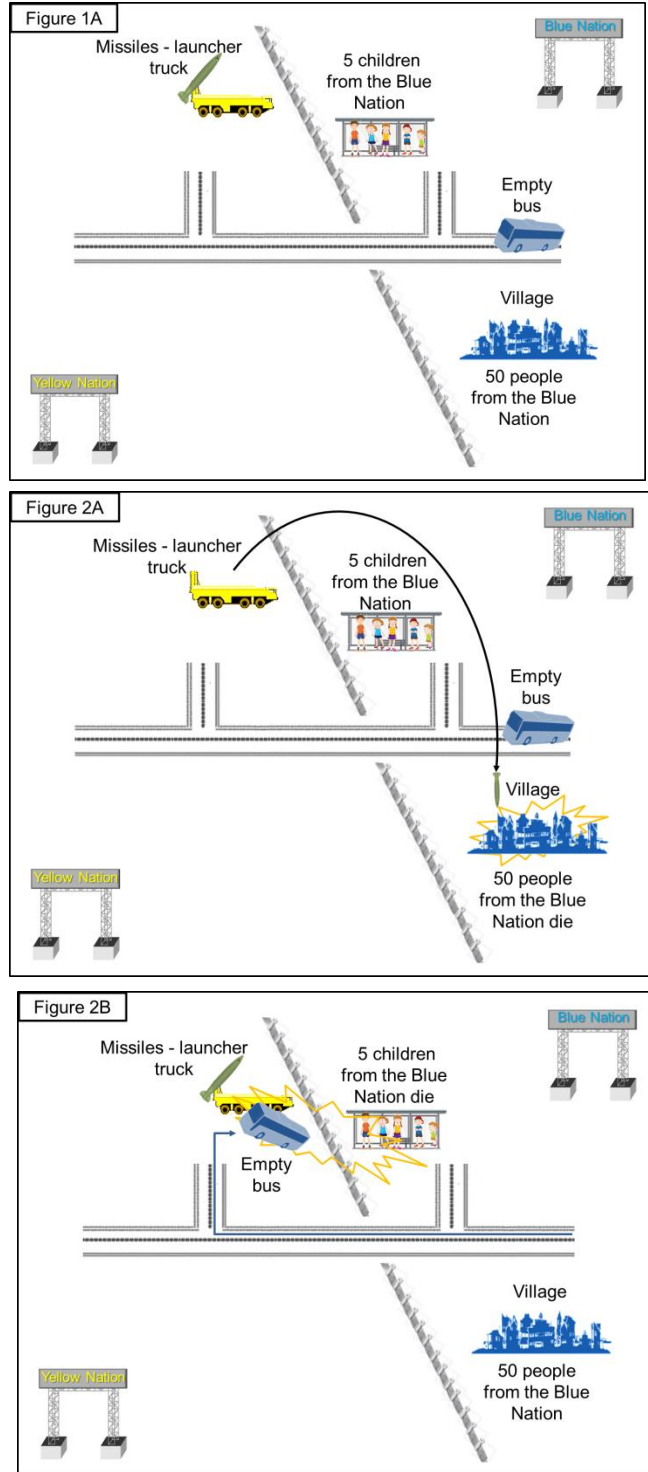 Figure 1A
Blue Nation
Missiles - launcher
truck
5 children
from the Blue
Nation
Empty
bus
Village
50 people
from the Blue
Nation
Yellow Nation
Figure 2A
Blue Nation
Missiles - launcher
truck
5 children
from the Blue
Nation
Empty
bus
Village
50 people
from the Blue
Nation die
Yellow Nation
Figure 2B
Blue Nation
Missiles - launcher
truck
5 children
from the Blue
Nation die
Empty
bus
Village
50 people
from the Blue
Nation
Yellow Nation